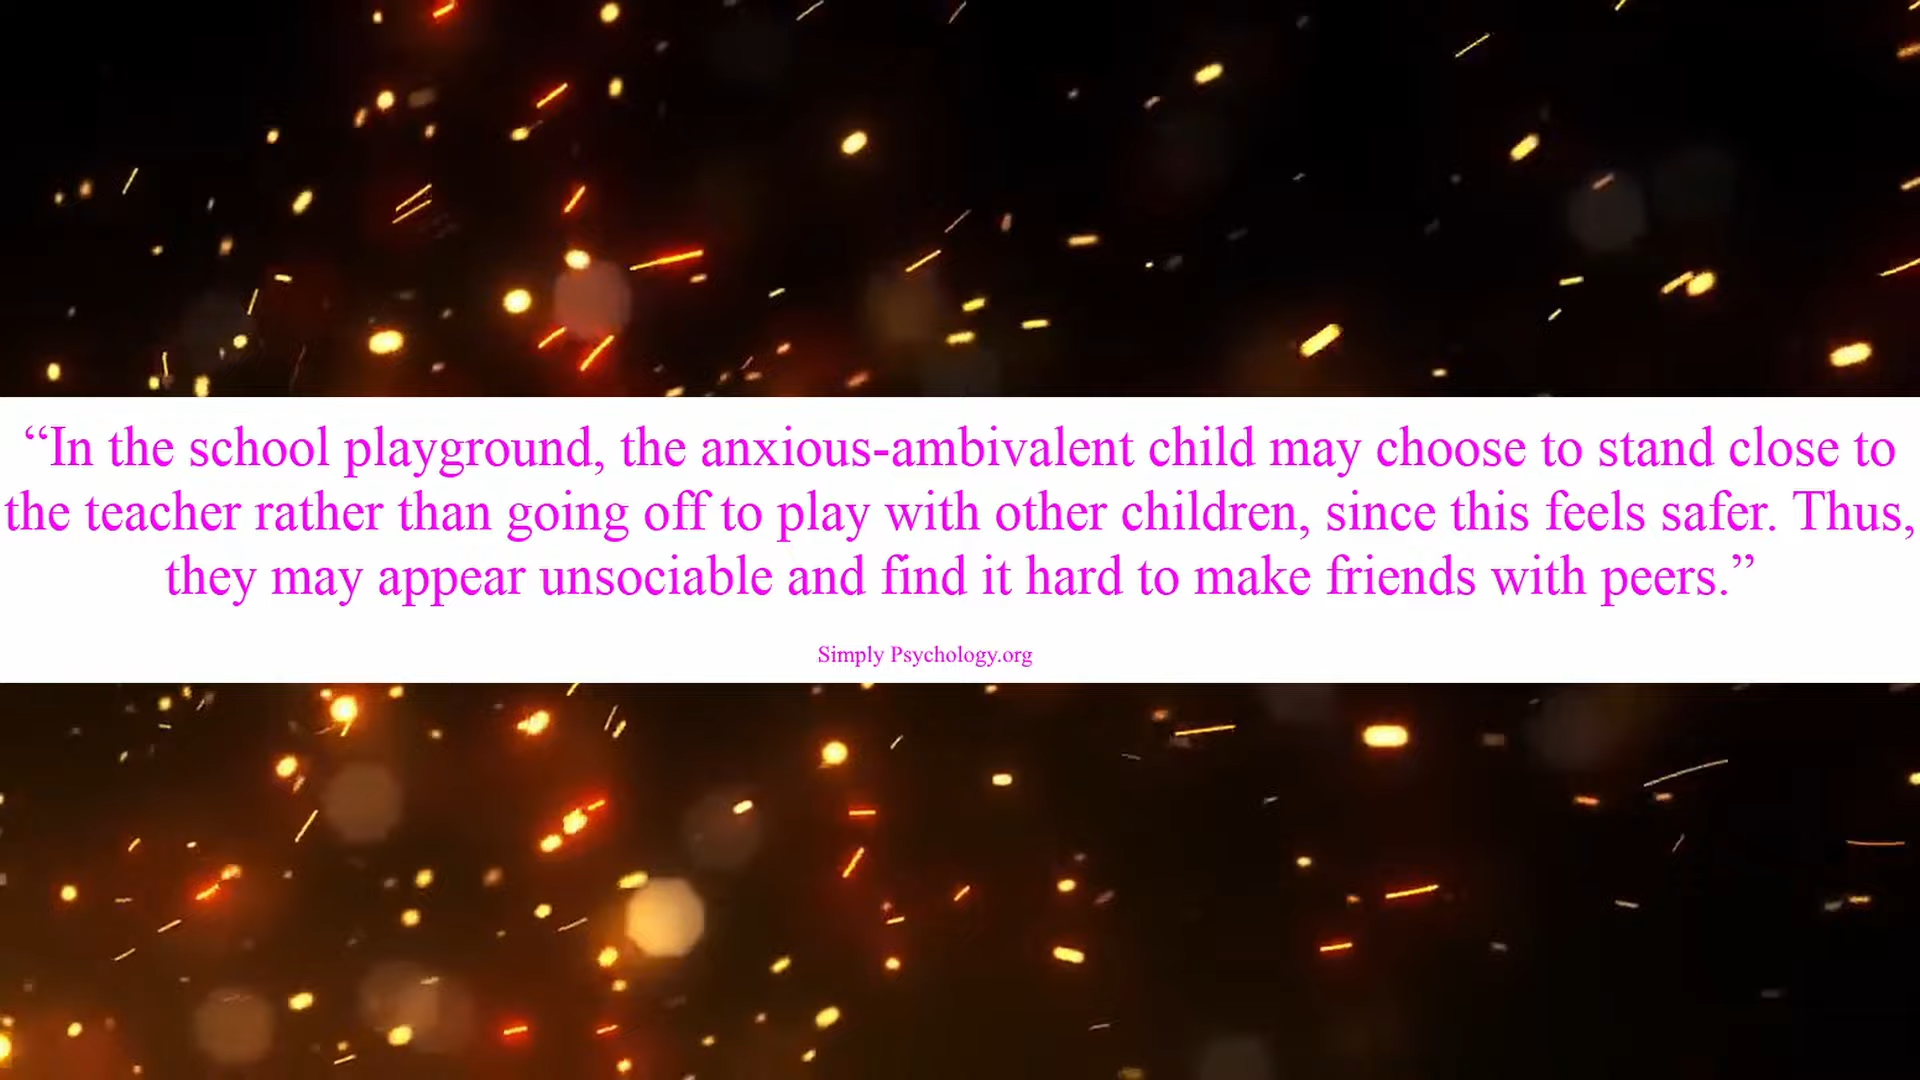 “In the school playground, the anxious-ambivalent child may choose to stand close to
the teacher rather than going off to play with other children, since this feels safer. Thus,
they may appear unsociable and find it hard to make friends with peers.”
Simply Psychology.org